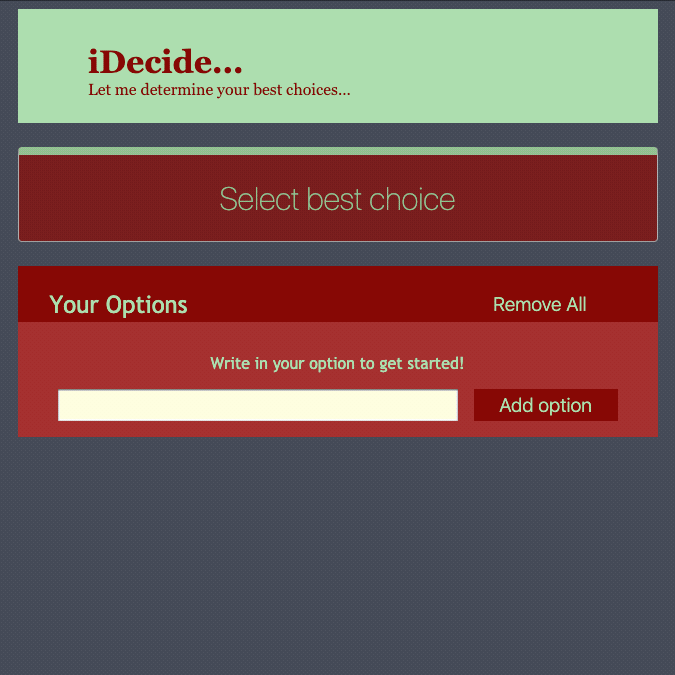 iDecide...
Let me determine your best choices...
Select best choice
Your Options
Remove All
Write in your option to get started!
Add option